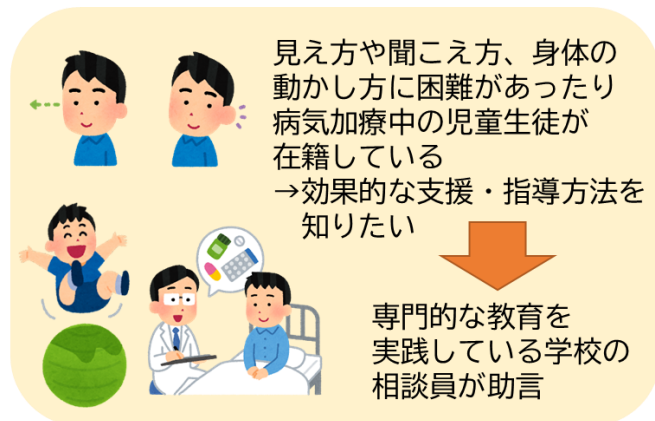 見え方や聞こえ方、身体の
動かし方に困難があったり
病気加療中の児童生徒が
在籍している
→効果的な支援・指導方法を
知りたい
専門的な教育を
実践している学校の
相談員が助言